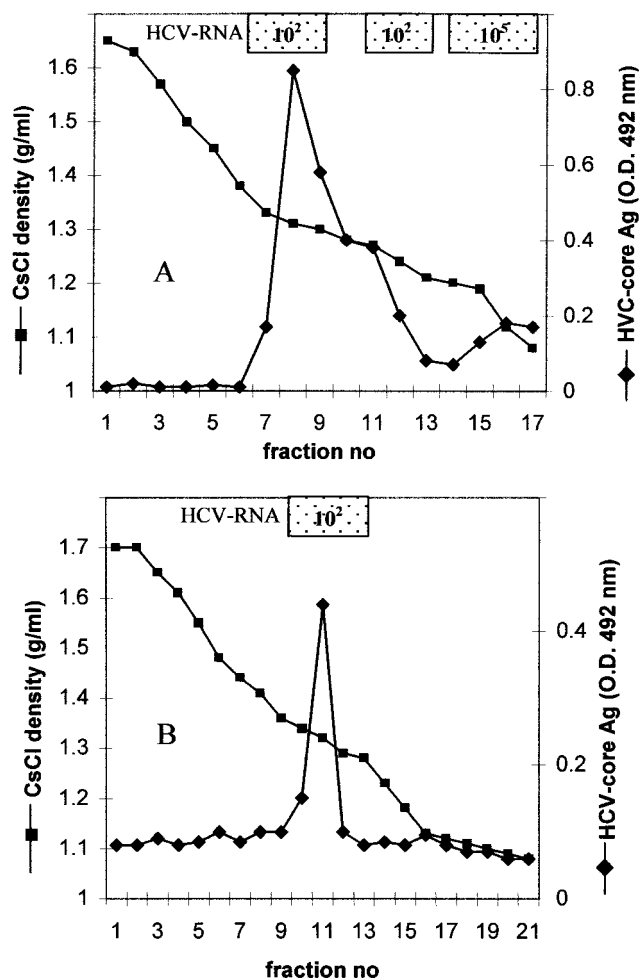 HCV-RNA 10² 10² 10⁵
1.6
1.5
1.4
1.3
1.2
1.1
1
0.8
0.6
0.4
0.2
0
CsCl density (g/ml)
HVC-core Ag (O.D. 492 nm)
A
1 3 5 7 9 11 13 15 17
fraction no
HCV-RNA 10²
1.7
1.6
1.5
1.4
1.3
1.2
1.1
1
0.4
0.2
0
CsCl density (g/ml)
HCV-core Ag (O.D. 492 nm)
B
1 3 5 7 9 11 13 15 17 19 21
fraction no